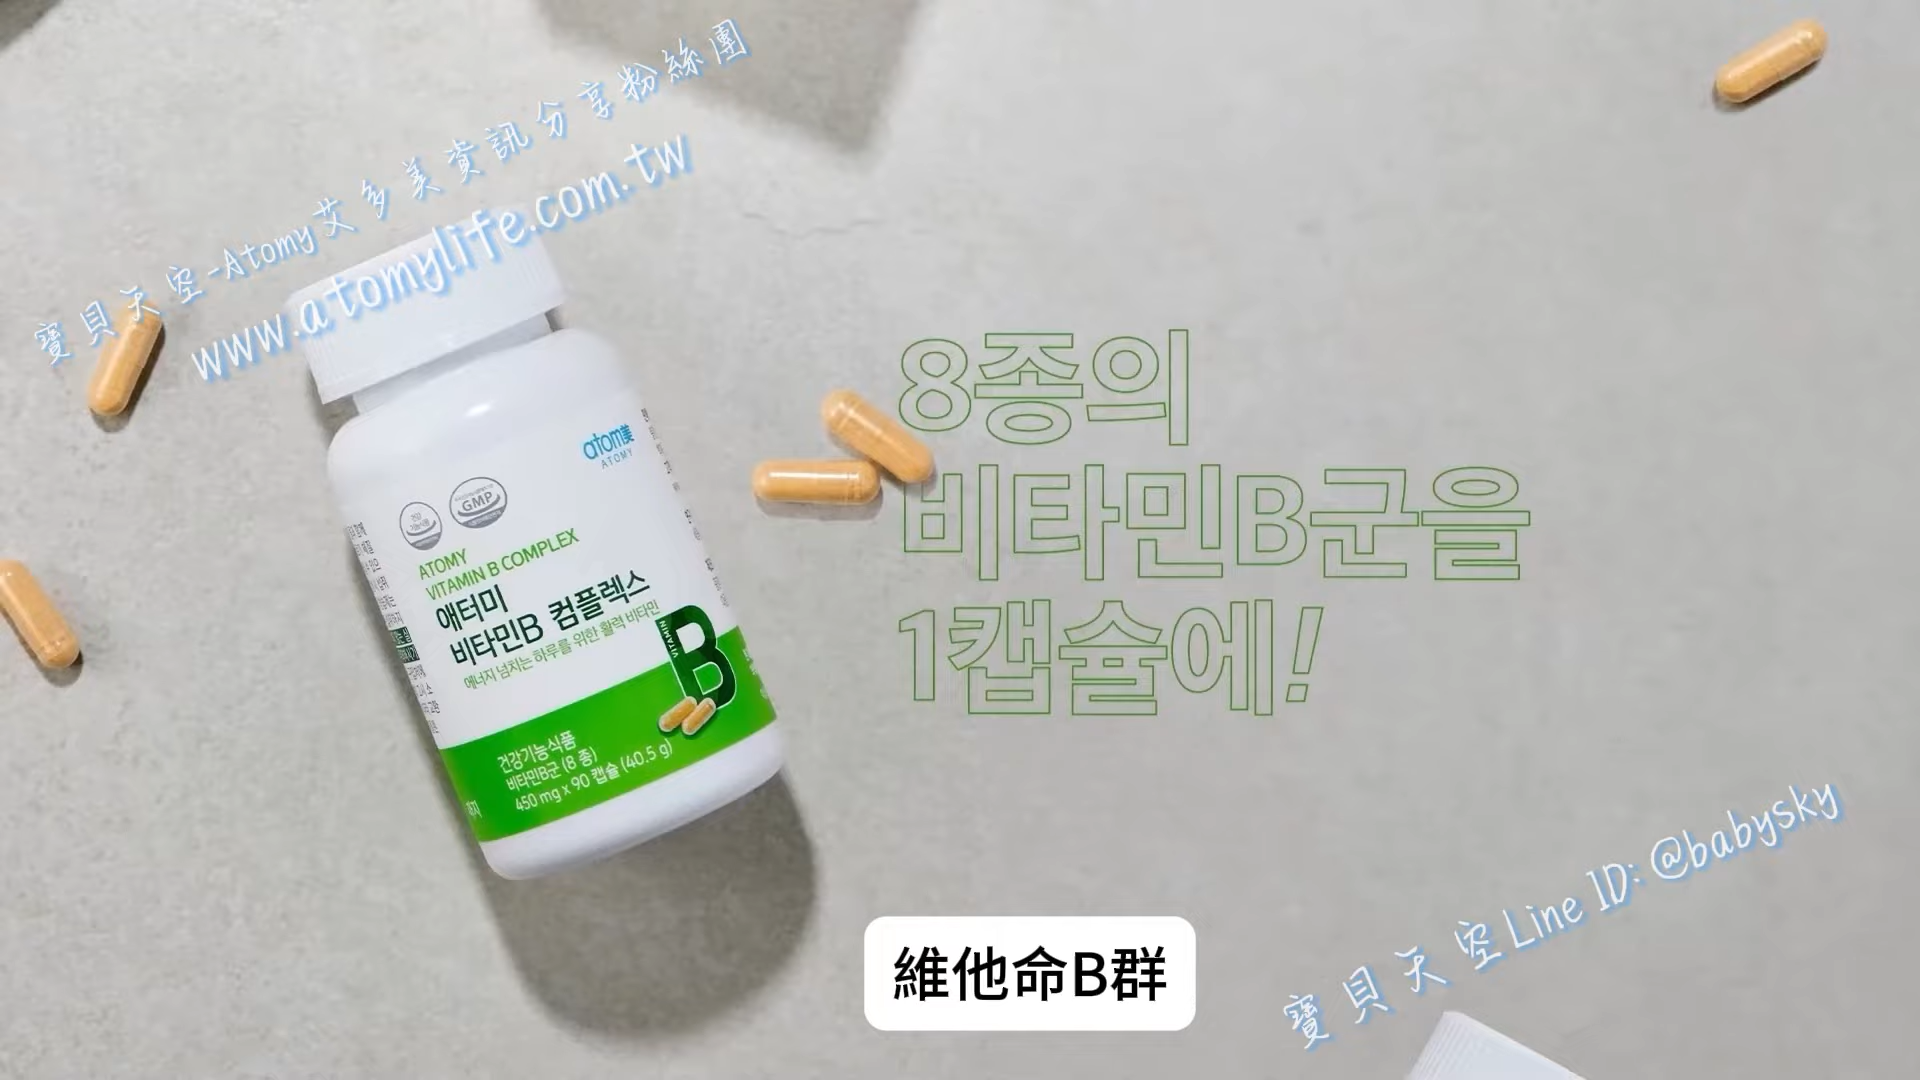 寶貝天空-Atomy艾多美資訊分享粉絲團
www.atomylife.com.tw
atom美
ATOMY
GMP
ATOMY
VITAMIN B COMPLEX
애터미
비타민B 컴플렉스
에너지 넘치는 하루를 위한 활력 비타민
VITAMIN
B
건강기능식품
비타민B군 (8 종)
450 mg x 90 캡슐 (40.5 g)
8종의
비타민B군을
1캡슐에!
維他命B群
寶貝天空Line ID: @babysky